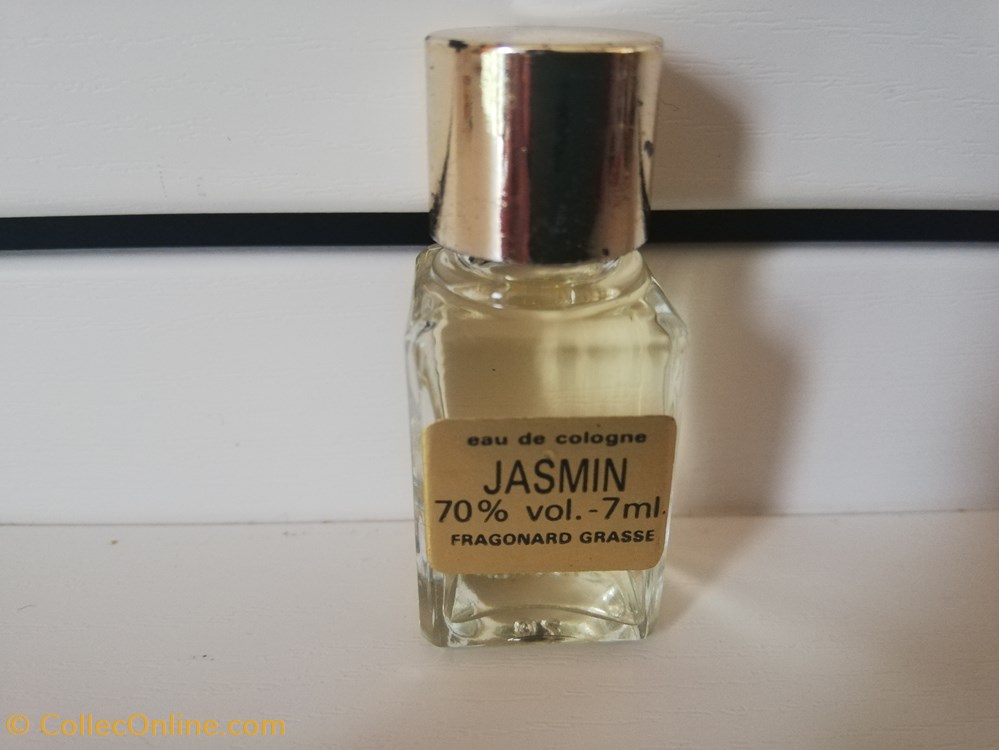 eau de cologne
JASMIN
70% vol.-7ml.
FRAGONARD GRASSE
© CollecOnline.com